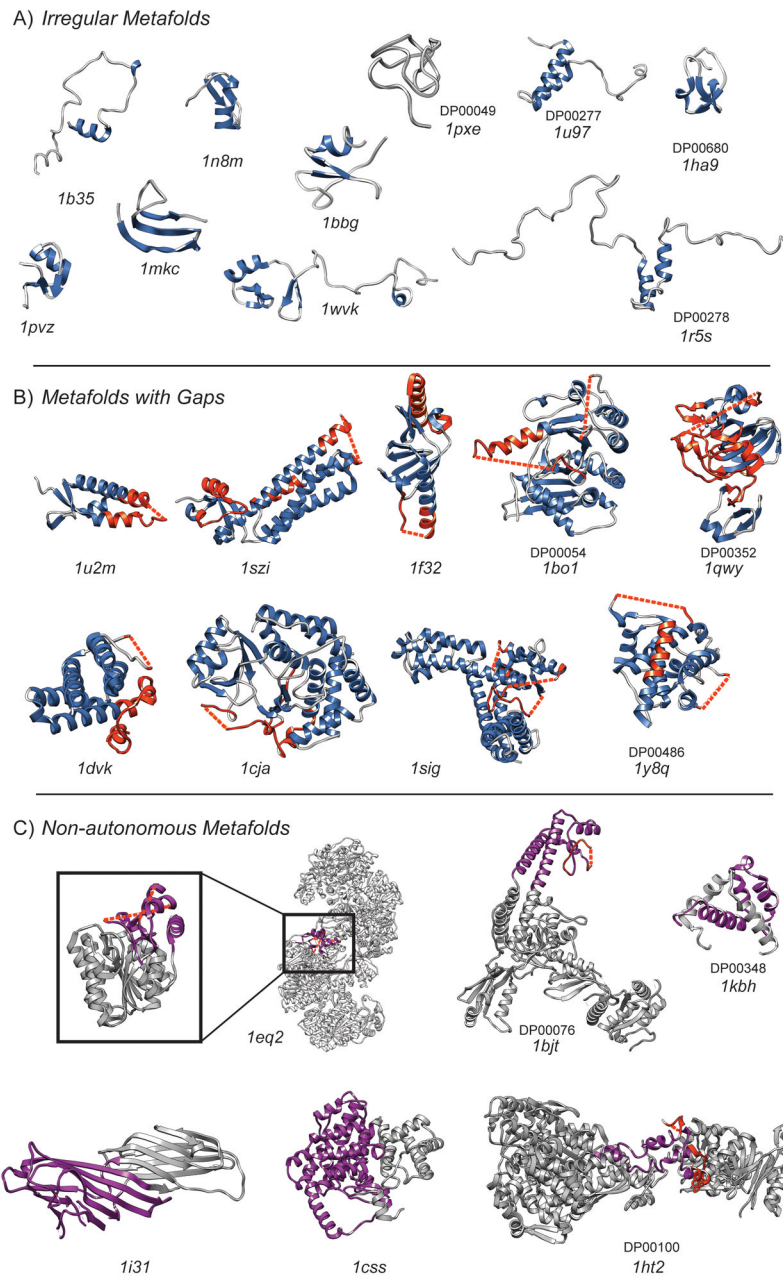 A) Irregular Metafolds
1b35
1n8m
1bbg
DP00049
1pxe
DP00277
1u97
DP00680
1ha9
1pvz
1mkc
1wvk
DP00278
1r5s
B) Metafolds with Gaps
1u2m
1szi
1f32
DP00054
1bo1
DP00352
1qwy
1dvk
1cja
1sig
DP00486
1y8q
C) Non-autonomous Metafolds
1eq2
DP00076
1bjt
DP00348
1kbh
1i31
1css
DP00100
1ht2